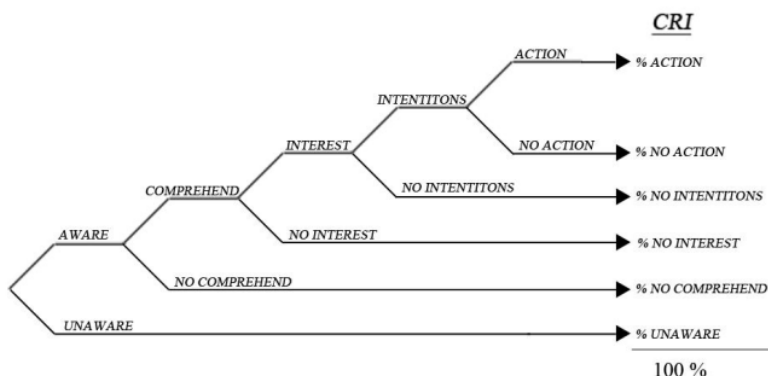 CRI
ACTION
% ACTION
INTENTITONS
INTEREST
NO ACTION
% NO ACTION
COMPREHEND
NO INTENTITONS
% NO INTENTITONS
AWARE
NO INTEREST
% NO INTEREST
NO COMPREHEND
% NO COMPREHEND
UNAWARE
% UNAWARE
100 %